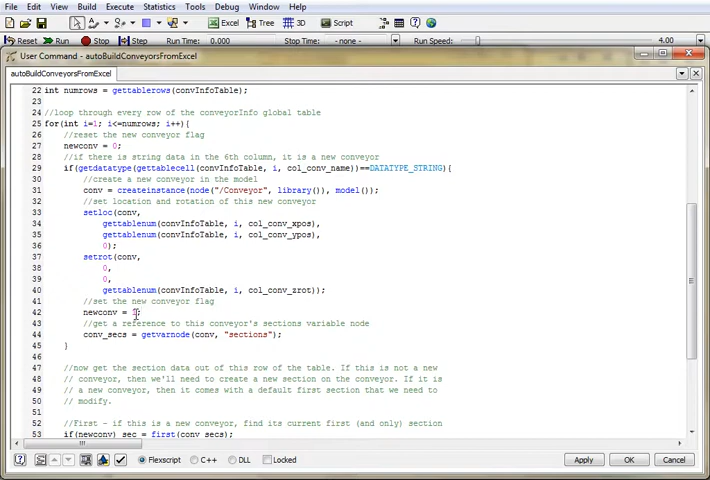 File Edit View Build Execute Statistics Tools Debug Window Help
Excel Tree 3D Script
Reset Run Stop Step Run Time: 0.000 Stop Time: - none - Run Speed: 4.00
User Command - autoBuildConveyorsFromExcel
autoBuildConveyorsFromExcel
22 int numrows = gettablerows(convInfoTable);
23
24 //loop through every row of the conveyorInfo global table
25 for(int i=1; i<=numrows; i++){
26 //reset the new conveyor flag
27 newconv = 0;
28 //if there is string data in the 6th column, it is a new conveyor
29 if(getdatatype(gettablecell(convInfoTable, i, col_conv_name))==DATATYPE_STRING){
30 //create a new conveyor in the model
31 conv = createinstance(node("/Conveyor", library()), model());
32 //set location and rotation of this new conveyor
33 setloc(conv,
34 gettablenum(convInfoTable, i, col_conv_xpos),
35 gettablenum(convInfoTable, i, col_conv_ypos),
36 0);
37 setrot(conv,
38 0,
39 0,
40 gettablenum(convInfoTable, i, col_conv_zrot));
41 //set the new conveyor flag
42 newconv = 1;
43 //get a reference to this conveyor's sections variable node
44 conv_secs = getvarnode(conv, "sections");
45 }
46
47 //now get the section data out of this row of the table. If this is not a new
48 // conveyor, then we'll need to create a new section on the conveyor. If it is
49 // a new conveyor, then it comes with a default first section that we need to
50 // modify.
51
52 //First - if this is a new conveyor, find its current first (and only) section
53 if(newconv) sec = first(conv_secs);
Flexscript C++ DLL Locked Apply OK Cancel